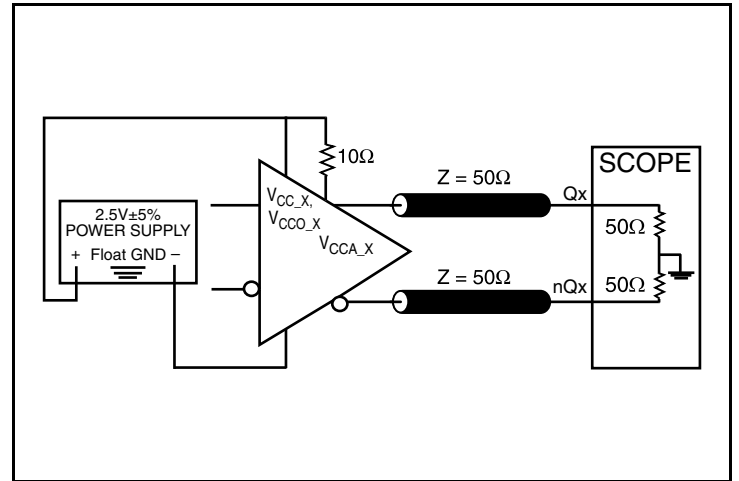 10Ω
SCOPE
Z = 50Ω
Qx
V_CC_X,
V_CCO_X
V_CCA_X
50Ω
2.5V±5%
POWER SUPPLY
+ Float GND –
Z = 50Ω
nQx
50Ω